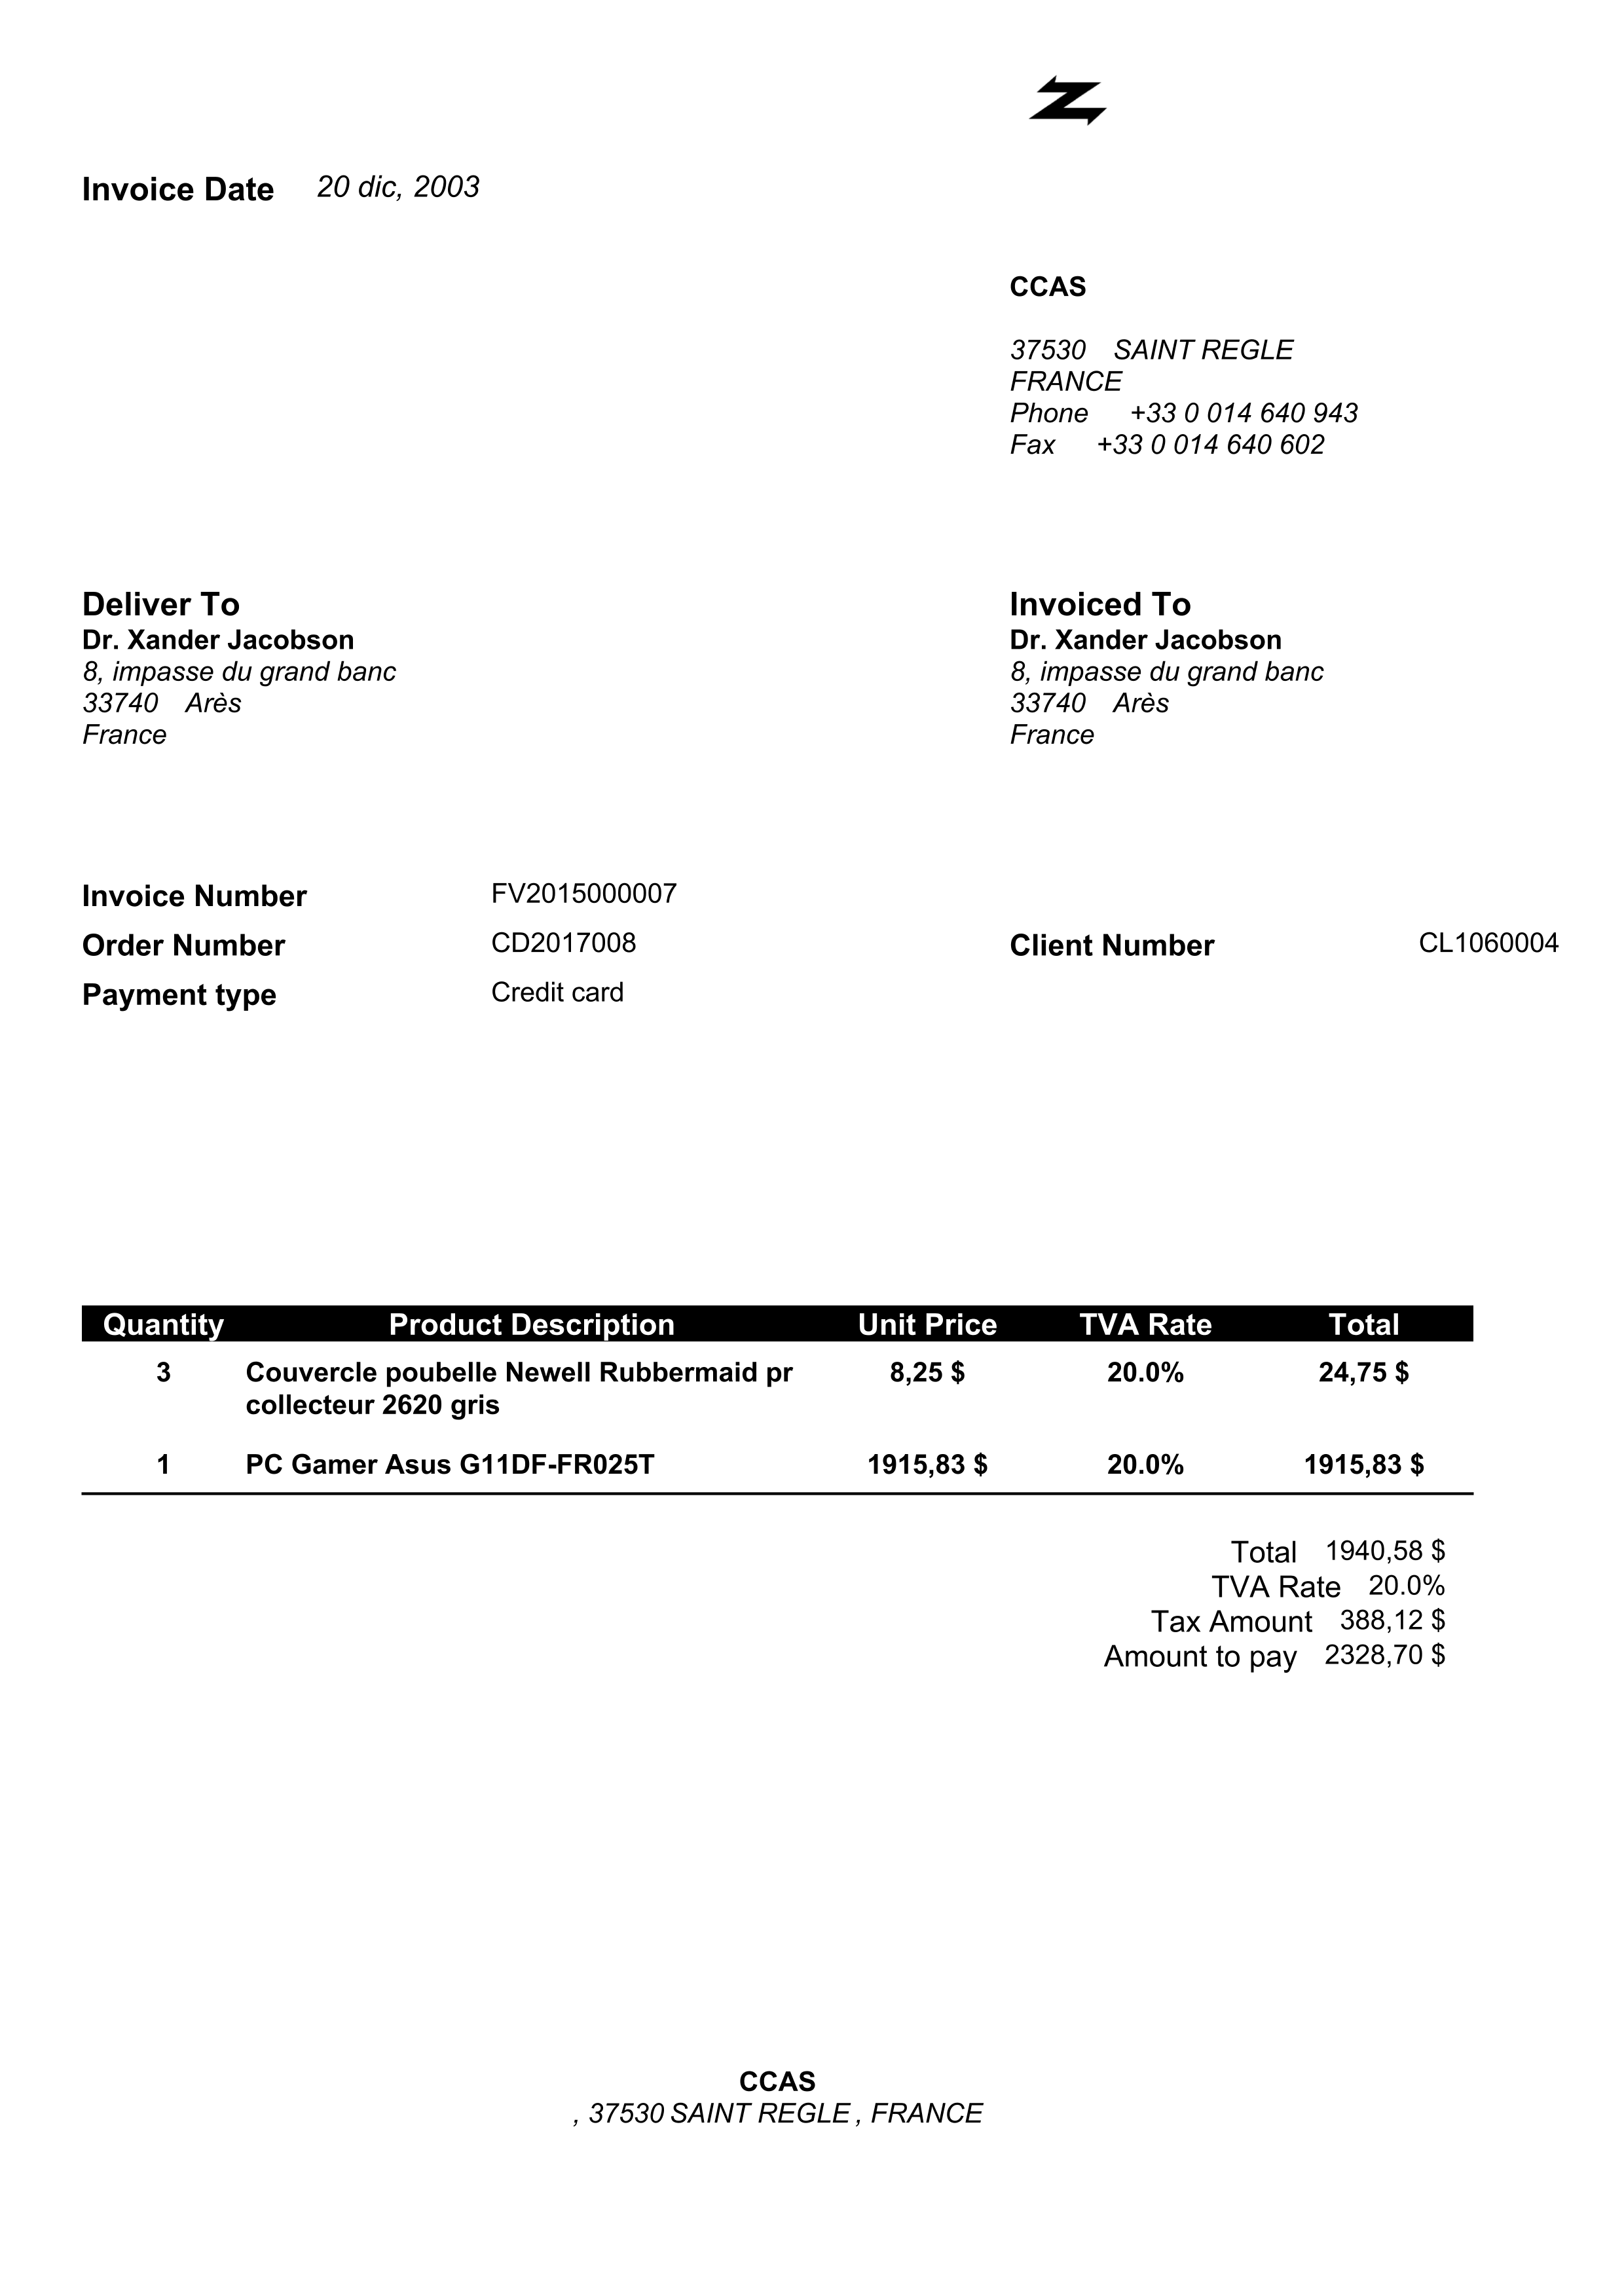 Invoice Date 20 dic, 2003
CCAS
37530 SAINT REGLE
FRANCE
Phone +33 0 014 640 943
Fax +33 0 014 640 602
Deliver To
Dr. Xander Jacobson
8, impasse du grand banc
33740 Arès
France
Invoiced To
Dr. Xander Jacobson
8, impasse du grand banc
33740 Arès
France
Invoice Number FV2015000007
Order Number CD2017008
Client Number CL1060004
Payment type Credit card
Quantity Product Description Unit Price TVA Rate Total
3 Couvercle poubelle Newell Rubbermaid pr 8,25 $ 20.0% 24,75 $
collecteur 2620 gris
1 PC Gamer Asus G11DF-FR025T 1915,83 $ 20.0% 1915,83 $
Total 1940,58 $
TVA Rate 20.0%
Tax Amount 388,12 $
Amount to pay 2328,70 $
CCAS
, 37530 SAINT REGLE , FRANCE